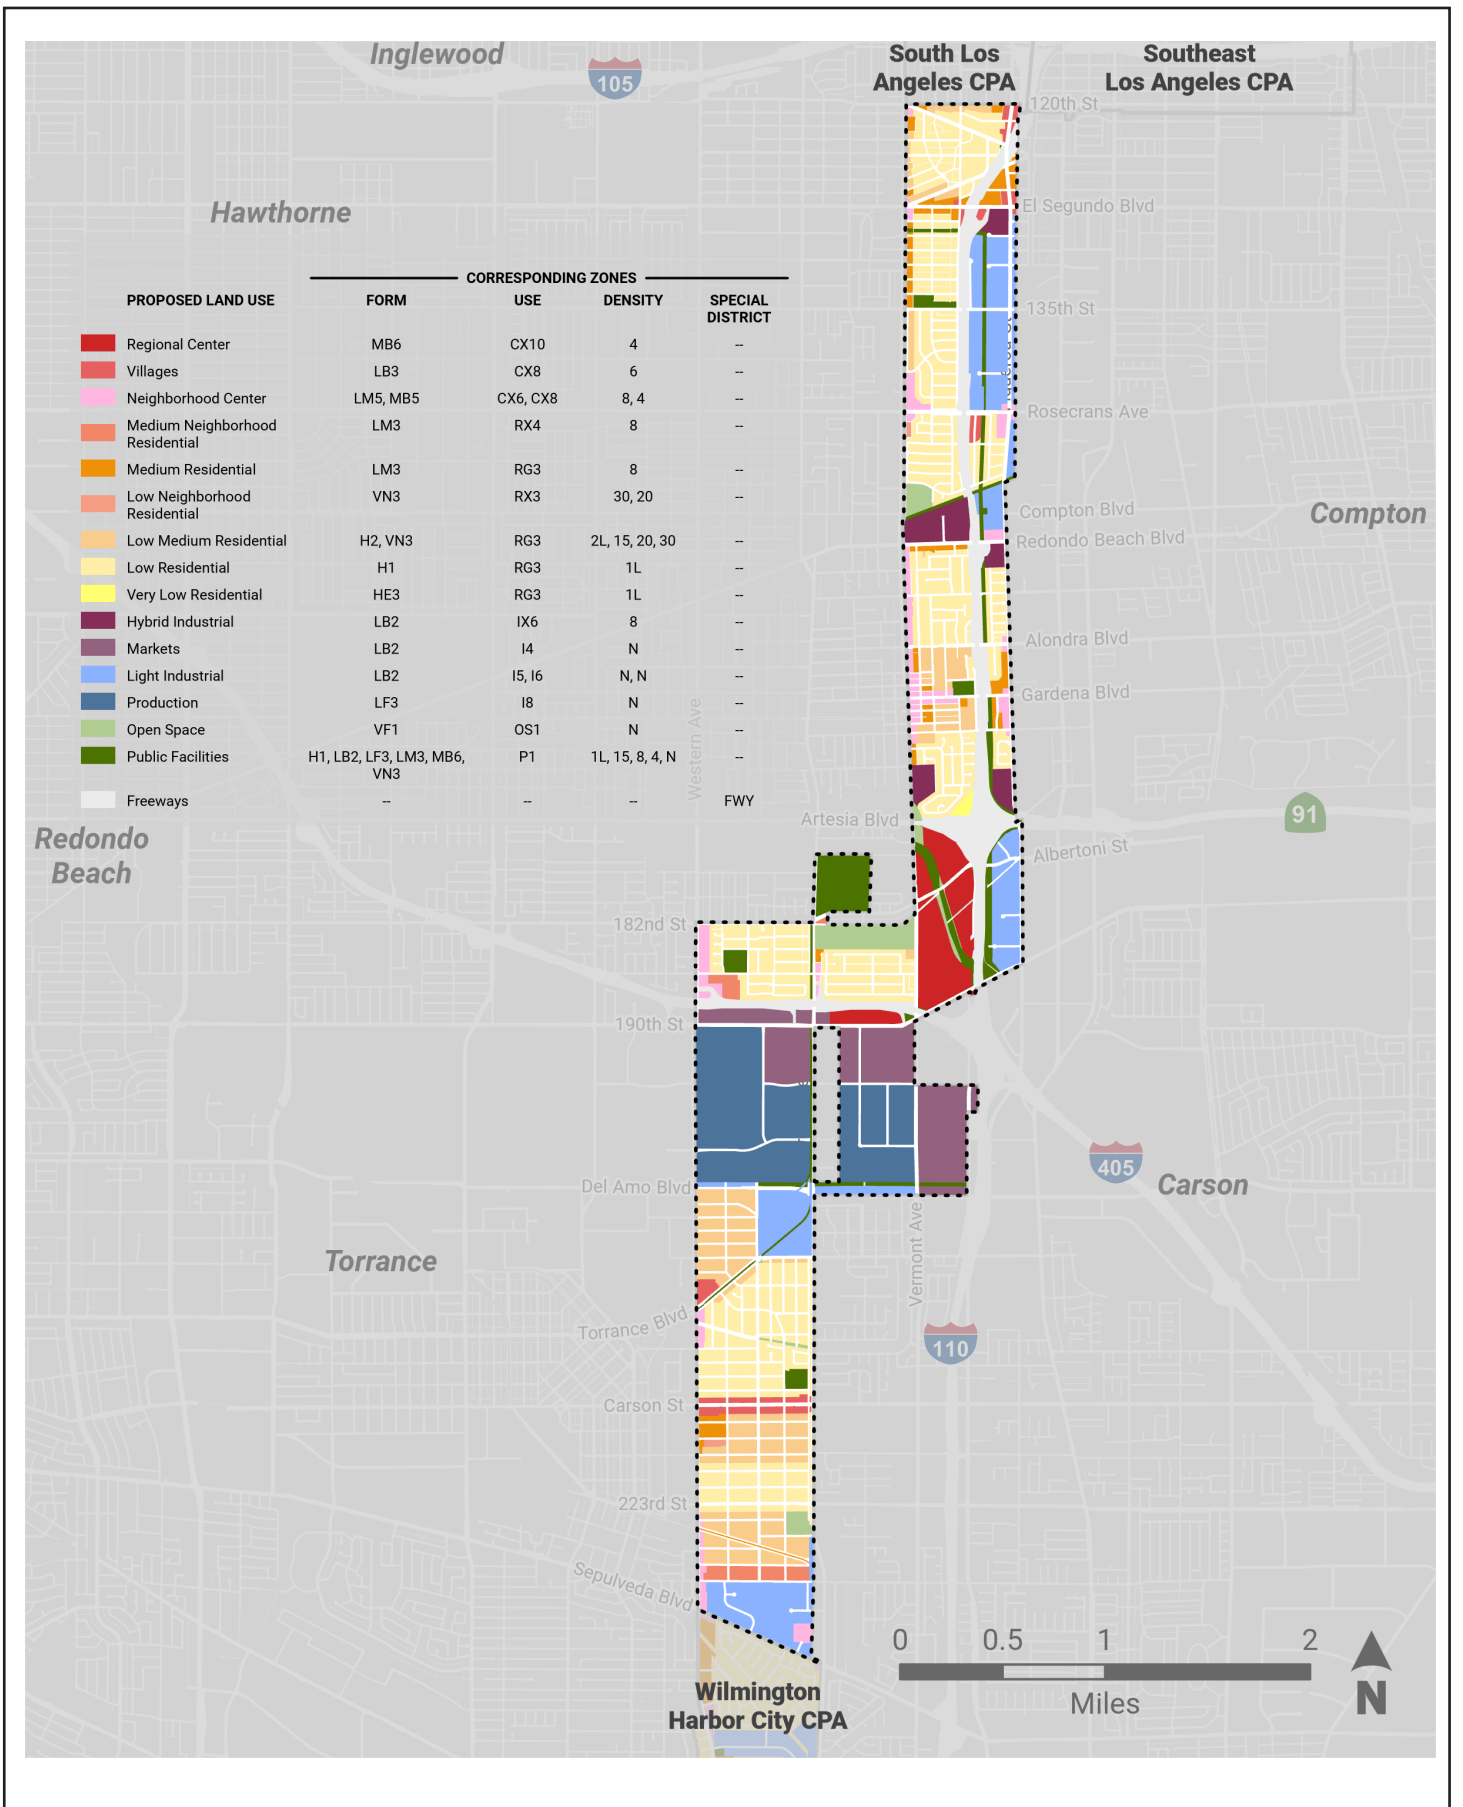 Inglewood
105
South Los
Angeles CPA
Southeast
Los Angeles CPA
120th St
Hawthorne
El Segundo Blvd
CORRESPONDING ZONES
PROPOSED LAND USE FORM USE DENSITY SPECIAL
DISTRICT
Regional Center MB6 CX10 4 --
Villages LB3 CX8 6 --
Neighborhood Center LM5, MB5 CX6, CX8 8, 4 --
Medium Neighborhood
Residential LM3 RX4 8 --
Medium Residential LM3 RG3 8 --
Low Neighborhood
Residential VN3 RX3 30, 20 --
Low Medium Residential H2, VN3 RG3 2L, 15, 20, 30 --
Low Residential H1 RG3 1L --
Very Low Residential HE3 RG3 1L --
Hybrid Industrial LB2 IX6 8 --
Markets LB2 I4 N --
Light Industrial LB2 I5, I6 N, N --
Production LF3 I8 N --
Open Space VF1 OS1 N --
Public Facilities H1, LB2, LF3, LM3, MB6,
VN3 P1 1L, 15, 8, 4, N --
Freeways -- -- -- FWY
135th St
Rosecrans Ave
Compton Blvd
Compton
Redondo Beach Blvd
Alondra Blvd
Gardena Blvd
Western Ave
Artesia Blvd
91
Redondo
Beach
Albertoni St
182nd St
190th St
405
Carson
Del Amo Blvd
Vermont Ave
Torrance
Torrance Blvd
110
Carson St
223rd St
Sepulveda Blvd
0 0.5 1 2
Miles
N
Wilmington
Harbor City CPA